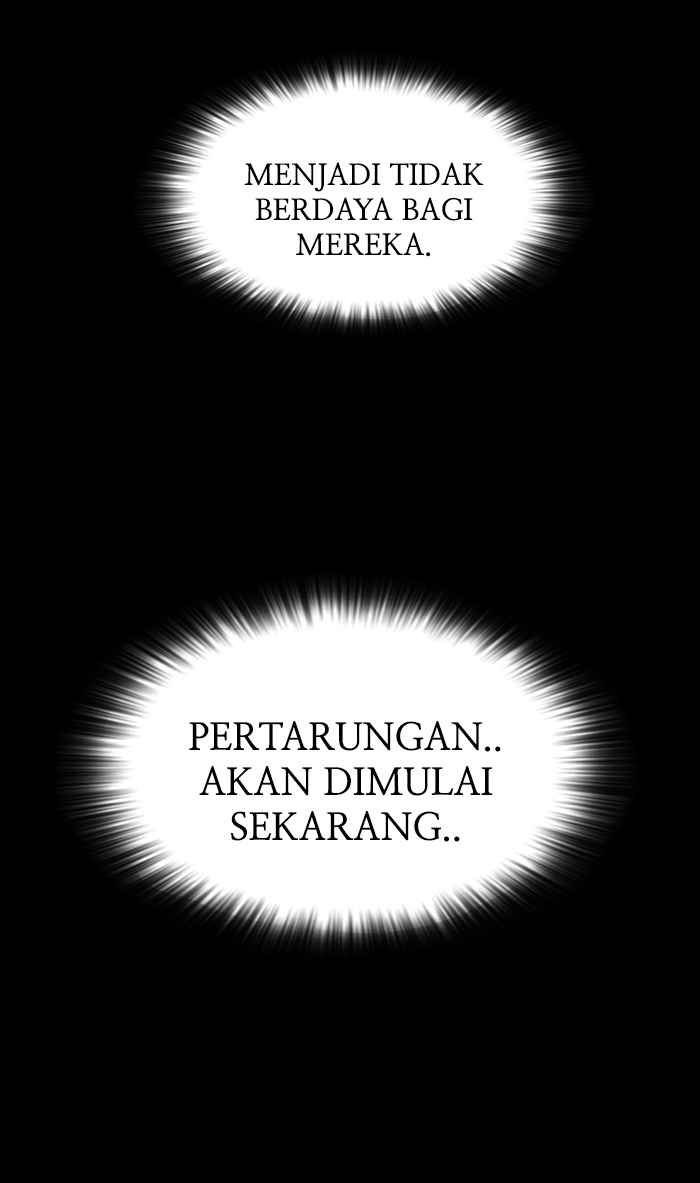 MENJADI TIDAK
BERDAYA BAGI
MEREKA.
PERTARUNGAN..
AKAN DIMULAI
SEKARANG..